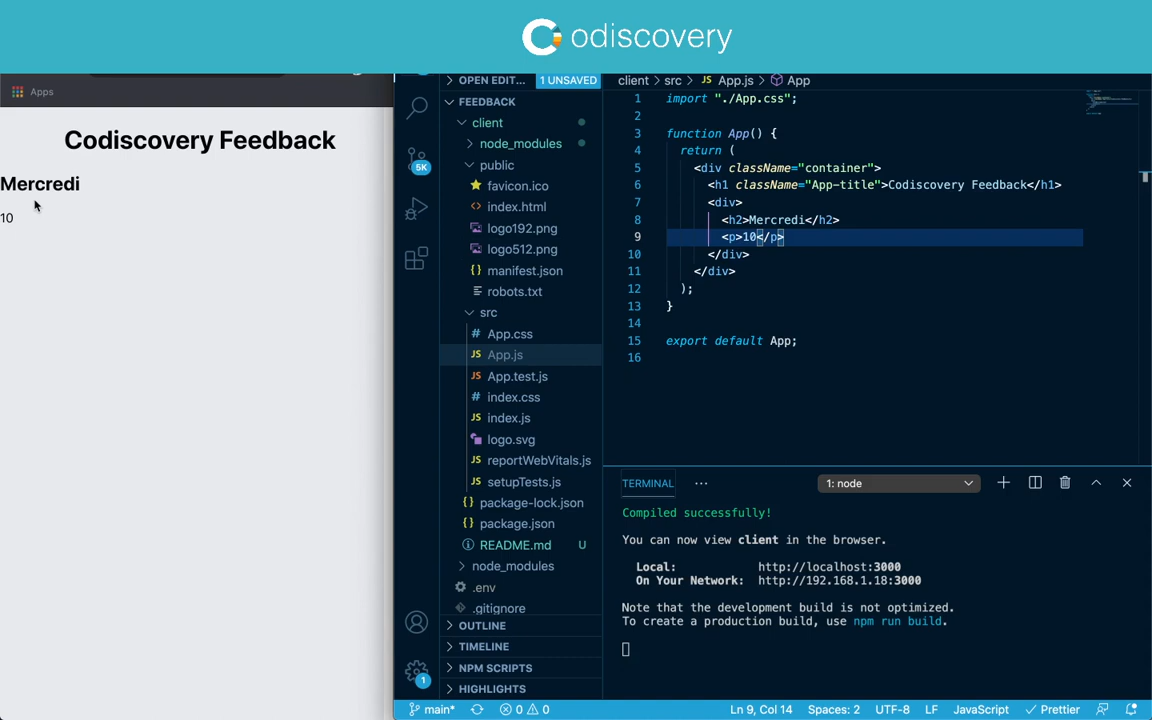 Codiscovery
Apps
Codiscovery Feedback
Mercredi
10
5K
1
OPEN EDIT...
1 UNSAVED
FEEDBACK
client
node_modules
public
favicon.ico
index.html
logo192.png
logo512.png
manifest.json
robots.txt
src
App.css
App.js
App.test.js
index.css
index.js
logo.svg
reportWebVitals.js
setupTests.js
package-lock.json
package.json
README.md U
node_modules
.env
.gitignore
OUTLINE
TIMELINE
NPM SCRIPTS
HIGHLIGHTS
client > src > JS App.js > App
1 import "./App.css";
2
3 function App() {
4 return (
5 <div className="container">
6 <h1 className="App-title">Codiscovery Feedback</h1>
7 <div>
8 <h2>Mercredi</h2>
9 <p>10</p>
10 </div>
11 </div>
12 );
13 }
14
15 export default App;
16
TERMINAL ... 1: node
Compiled successfully!
You can now view client in the browser.
Local: http://localhost:3000
On Your Network: http://192.168.1.18:3000
Note that the development build is not optimized.
To create a production build, use npm run build.
main* 0 0 Ln 9, Col 14 Spaces: 2 UTF-8 LF JavaScript Prettier